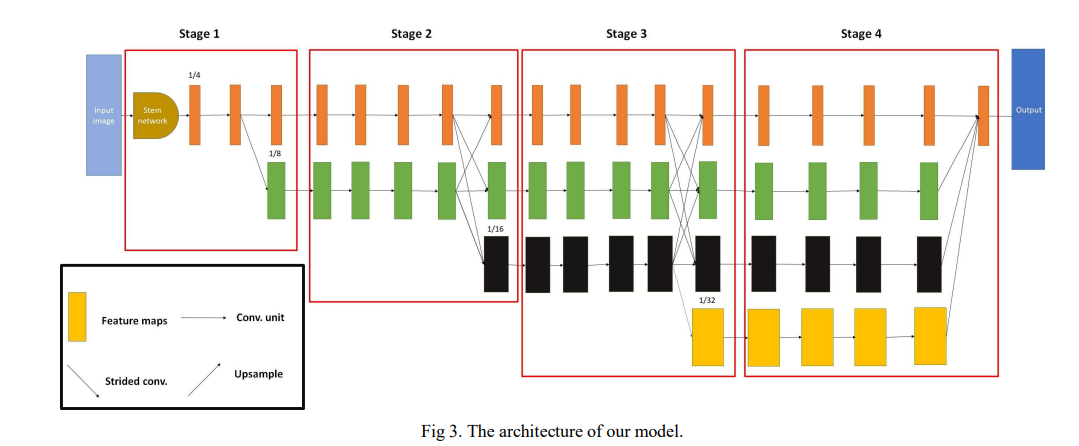 Stage 1
Stage 2
Stage 3
Stage 4
Input
image
Stem
network
1/4
1/8
1/16
1/32
Output
Feature maps
Conv. unit
Strided conv.
Upsample
Fig 3. The architecture of our model.